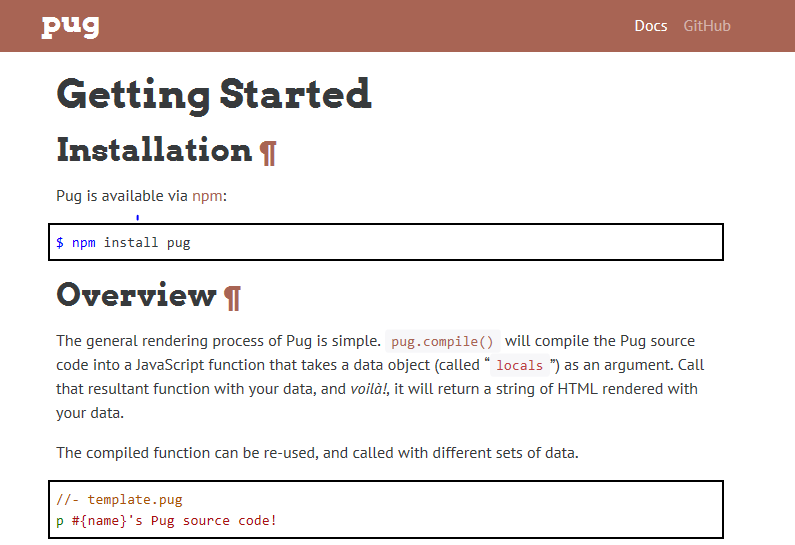 pug
Docs GitHub
Getting Started
Installation ¶
Pug is available via npm:
$ npm install pug
Overview ¶
The general rendering process of Pug is simple. pug.compile() will compile the Pug source
code into a JavaScript function that takes a data object (called “ locals ”) as an argument. Call
that resultant function with your data, and voilà!, it will return a string of HTML rendered with
your data.
The compiled function can be re-used, and called with different sets of data.
//- template.pug
p #{name}'s Pug source code!